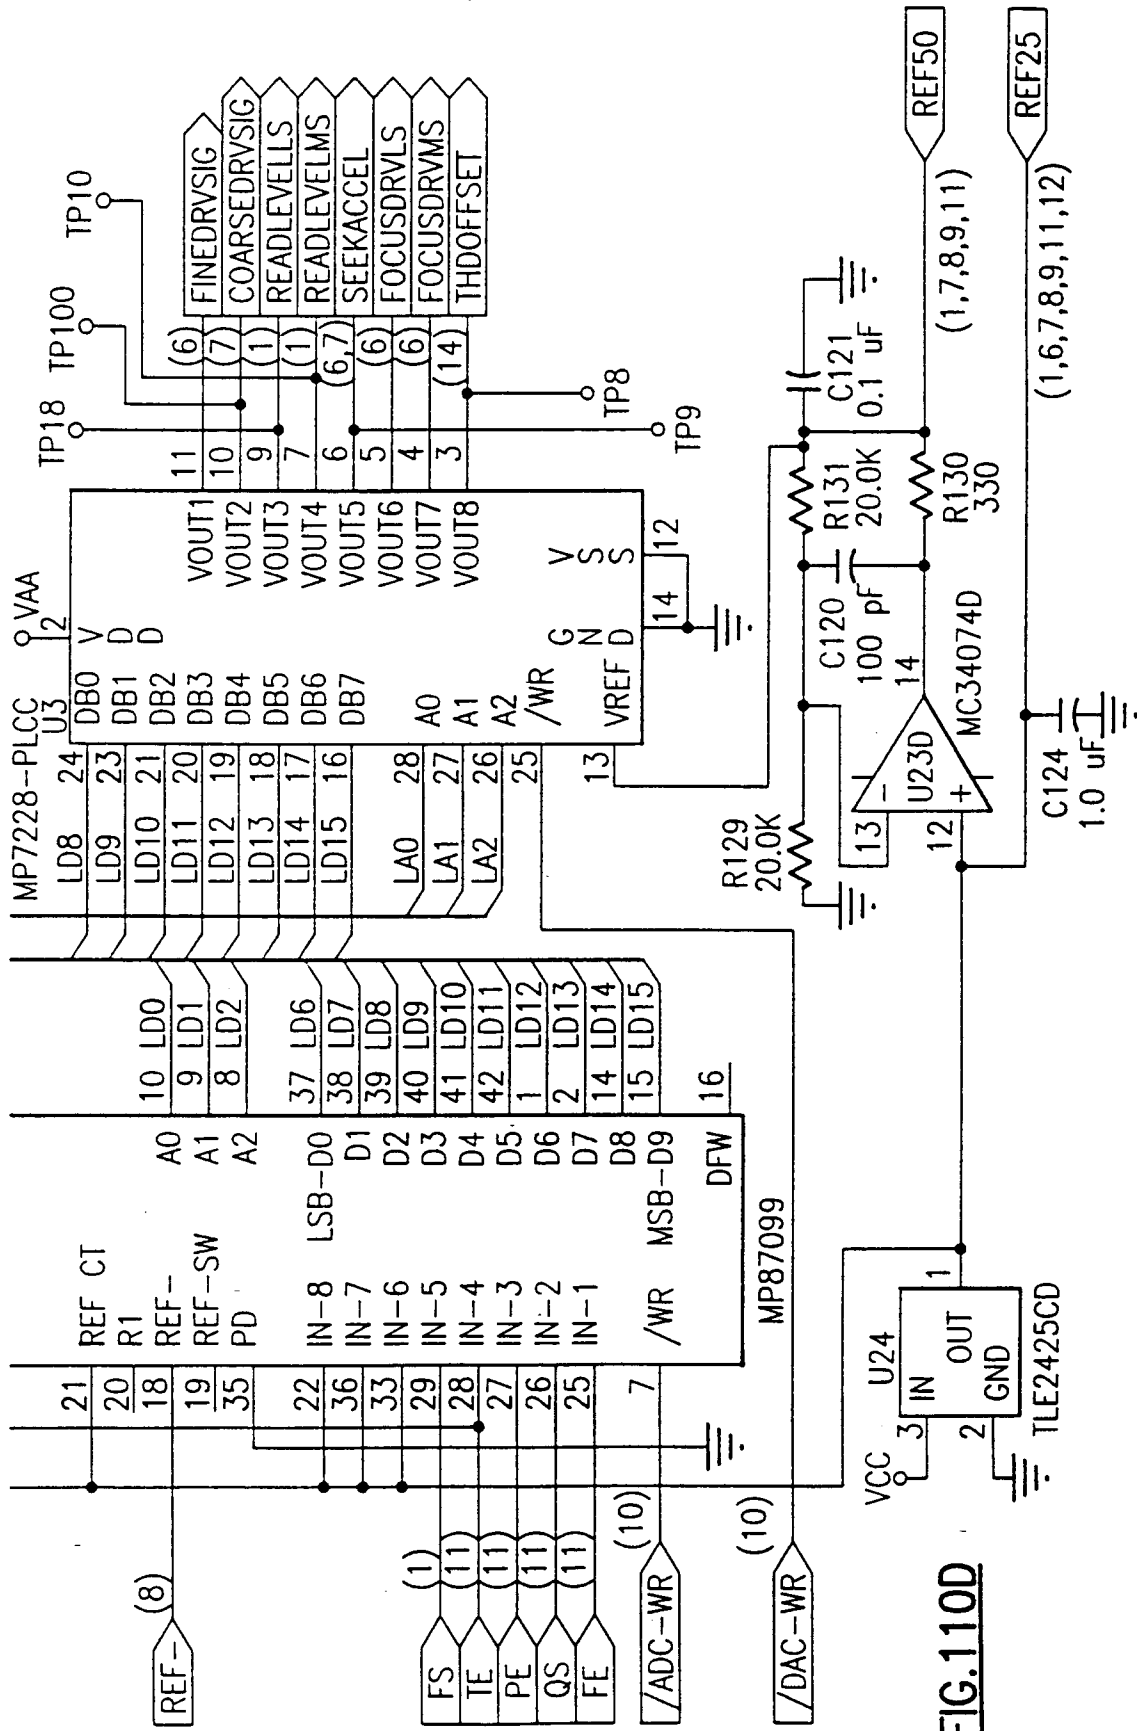 MP7228-PLCC
U3
VAA
2
V
D
D
LD8 24 DB0
LD9 23 DB1
LD10 21 DB2
LD11 20 DB3
LD12 19 DB4
LD13 18 DB5
LD14 17 DB6
LD15 16 DB7
LA0 28 A0
LA1 27 A1
LA2 26 A2
25 /WR
13 VREF
G
N
D
14
V
S
S
12
VOUT1 11 (6) FINEDRVSIG
VOUT2 10 (7) COARSEDRVSIG
VOUT3 9 (1) READLEVELLS
VOUT4 7 (1) READLEVELMS
VOUT5 6 (6,7) SEEKACCEL
VOUT6 5 (6) FOCUSDRVLS
VOUT7 4 (6) FOCUSDRVMS
VOUT8 3 (14) THDOFFSET
TP18
TP100
TP10
TP9
TP8
REF CT 21
R1 20
REF- 18
REF-SW 19
PD 35
IN-8 22
IN-7 36
IN-6 33
IN-5 29
IN-4 28
IN-3 27
IN-2 26
IN-1 25
/WR 7
A0 10 LD0
A1 9 LD1
A2 8 LD2
LSB-D0 37 LD6
D1 38 LD7
D2 39 LD8
D3 40 LD9
D4 41 LD10
D5 42 LD11
D6 1 LD12
D7 2 LD13
D8 14 LD14
MSB-D9 15 LD15
DFW 16
MP87099
REF- (8)
FS (1)
TE (11)
PE (11)
QS (11)
FE (11)
/ADC-WR (10)
/DAC-WR (10)
R129
20.0K
C120
100 pF
R131
20.0K
C121
0.1 uF
R130
330
13
12
-
+
U23D
14
MC34074D
C124
1.0 uF
(1,7,8,9,11)
REF50
(1,6,7,8,9,11,12)
REF25
VCC
3
2
1
U24
IN
OUT
GND
TLE2425CD
FIG.110D